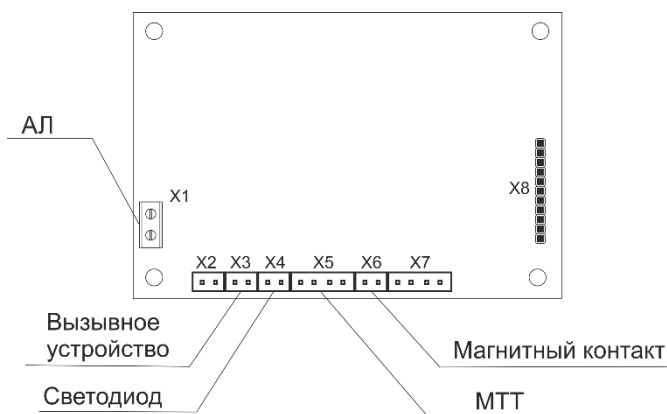 АЛ
X1
X8
X2 X3 X4 X5 X6 X7
Вызывное
устройство
Магнитный контакт
Светодиод
МТТ